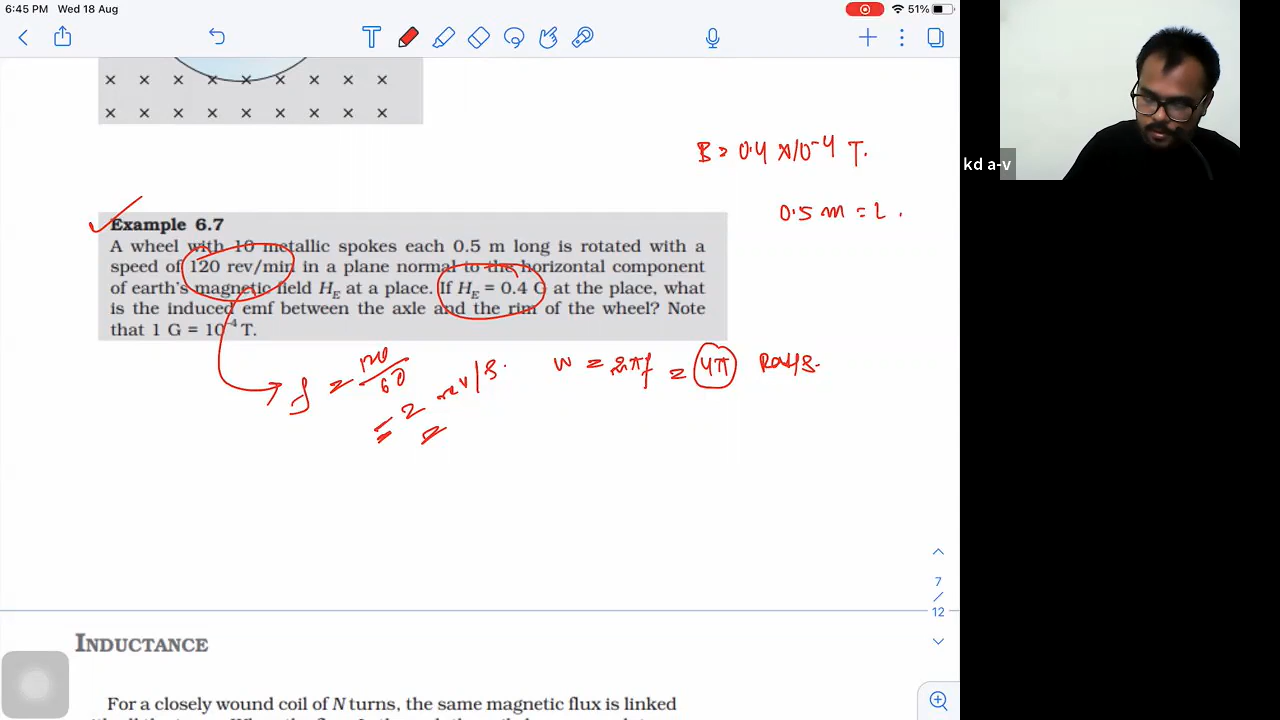 6:45 PM Wed 18 Aug
51%
T
B = 0.4 x10-4 T.
kd a-v
0.5 m = L.
Example 6.7
A wheel with 10 metallic spokes each 0.5 m long is rotated with a
speed of 120 rev/min in a plane normal to the horizontal component
of earth's magnetic field HE at a place. If HE = 0.4 G at the place, what
is the induced emf between the axle and the rim of the wheel? Note
that 1 G = 10-4 T.
f = 120/60
= 2 rev/s.
w = 2πf = 4π Rad/s.
7
/
12
INDUCTANCE
For a closely wound coil of N turns, the same magnetic flux is linked